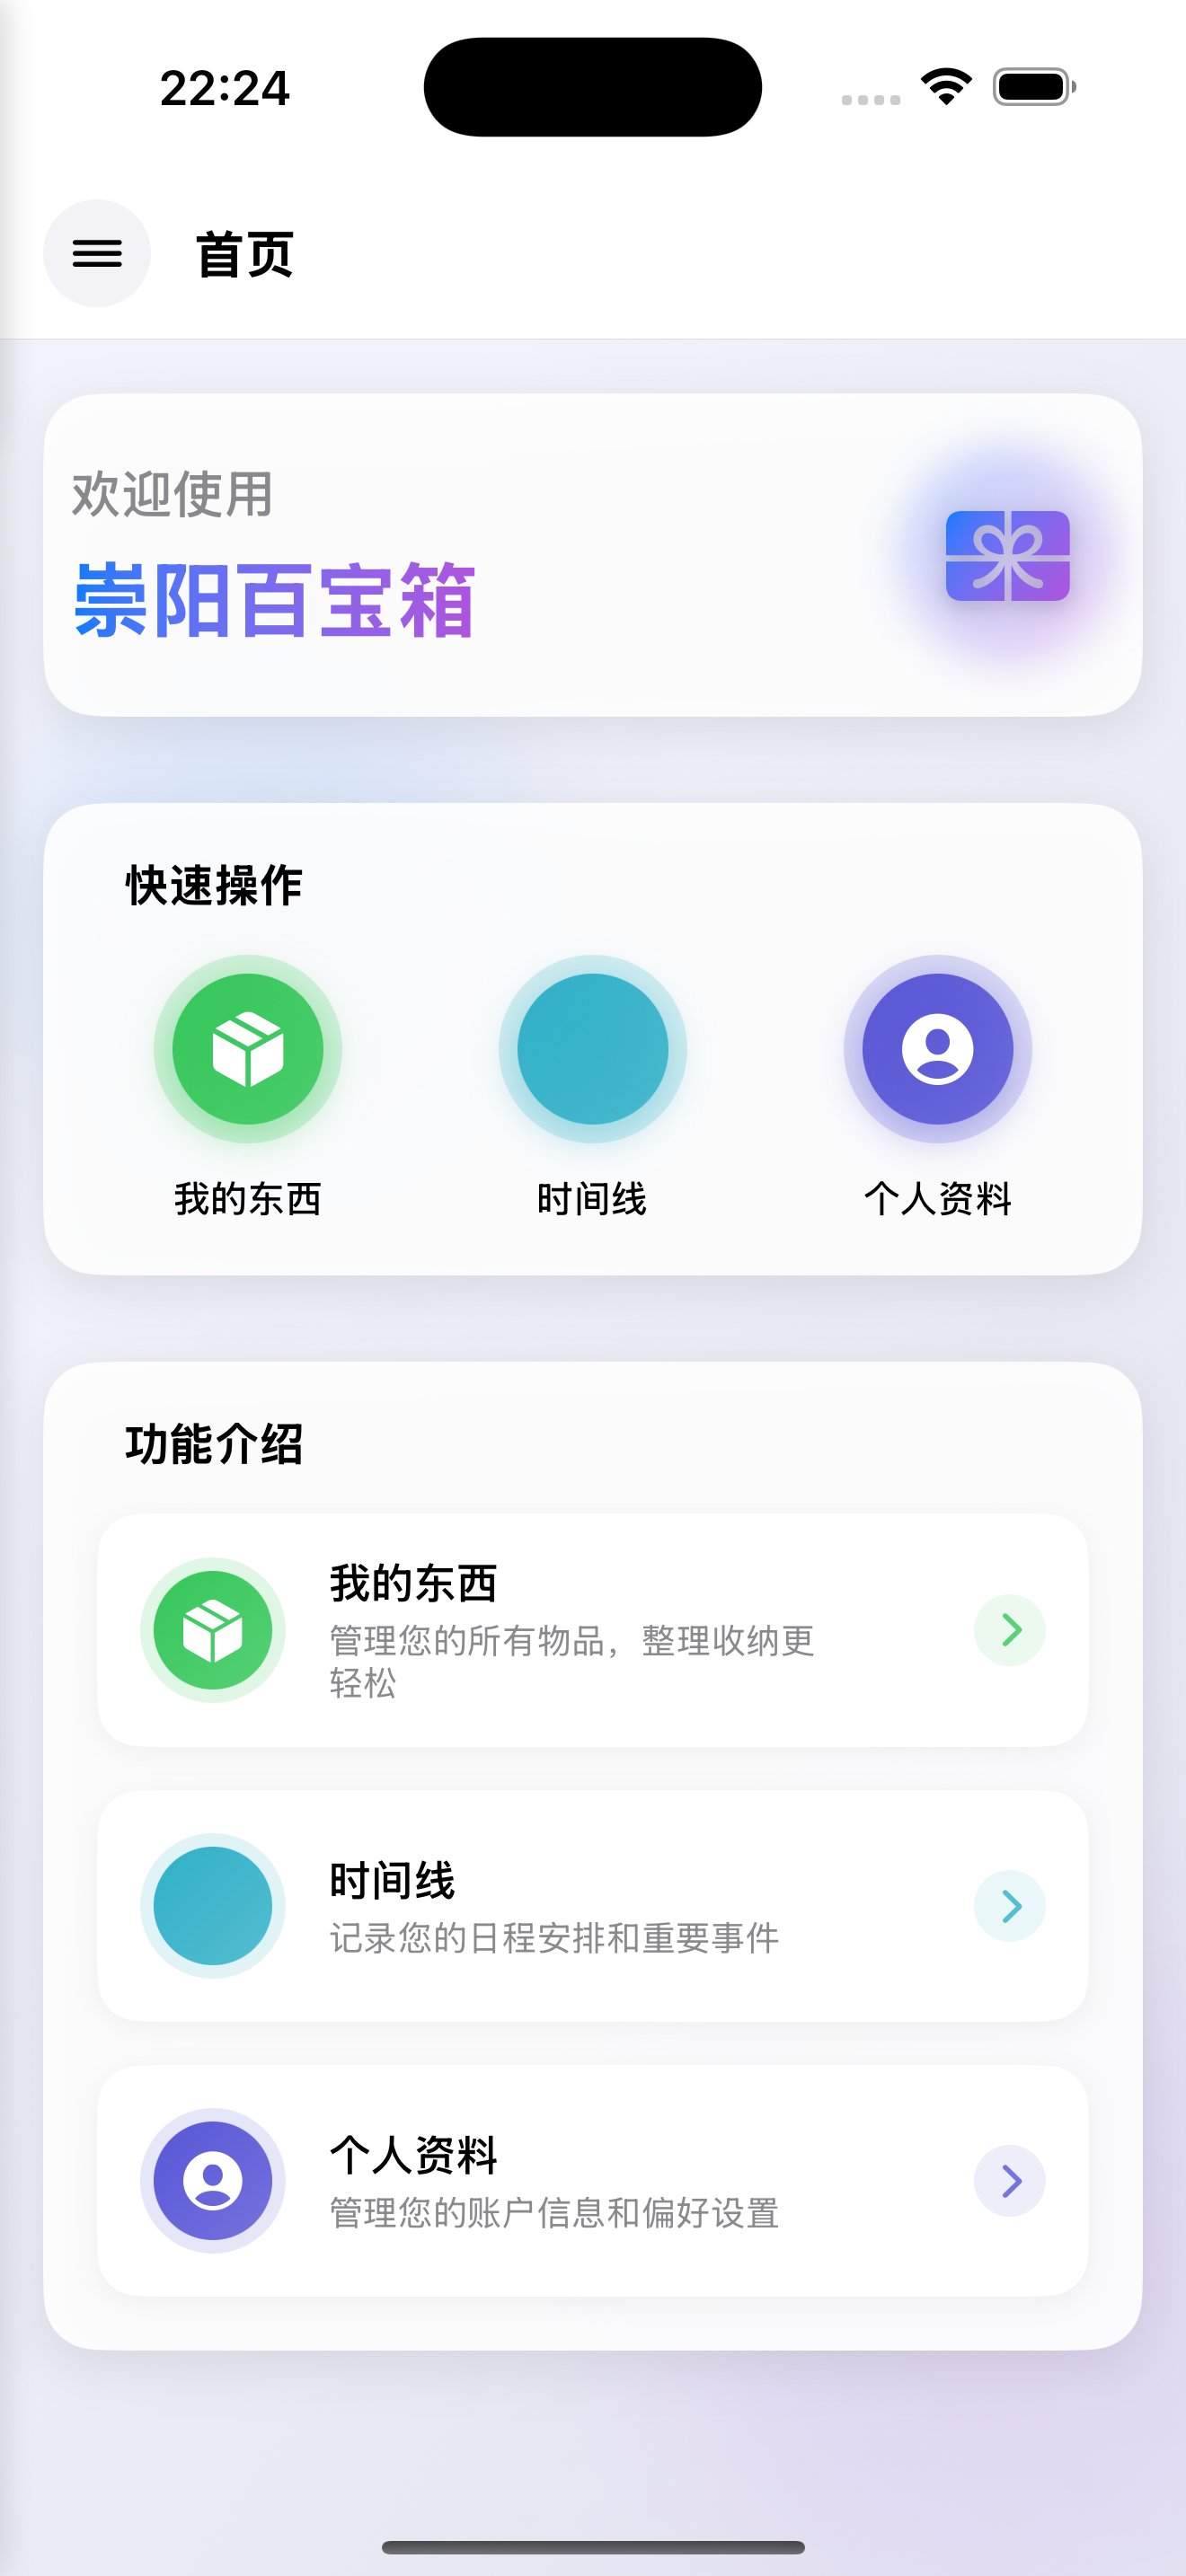 22:24
首页
欢迎使用
崇阳百宝箱
快速操作
我的东西
时间线
个人资料
功能介绍
我的东西
管理您的所有物品，整理收纳更
轻松
时间线
记录您的日程安排和重要事件
个人资料
管理您的账户信息和偏好设置